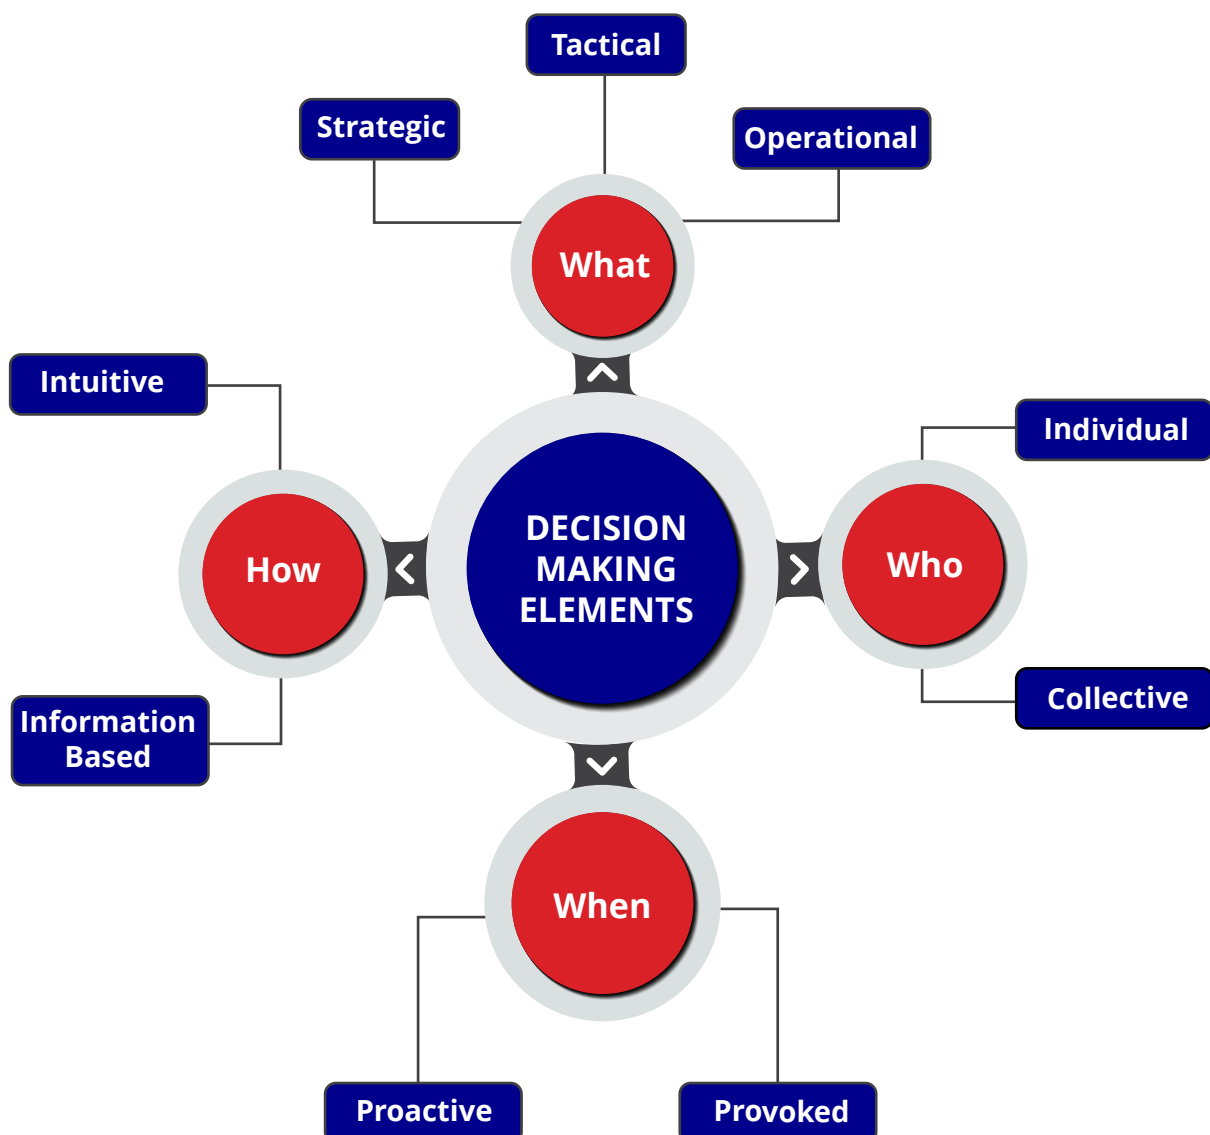 Tactical
Strategic
Operational
What
Intuitive
Individual
DECISION
MAKING
ELEMENTS
How
Who
Information
Based
Collective
When
Proactive
Provoked